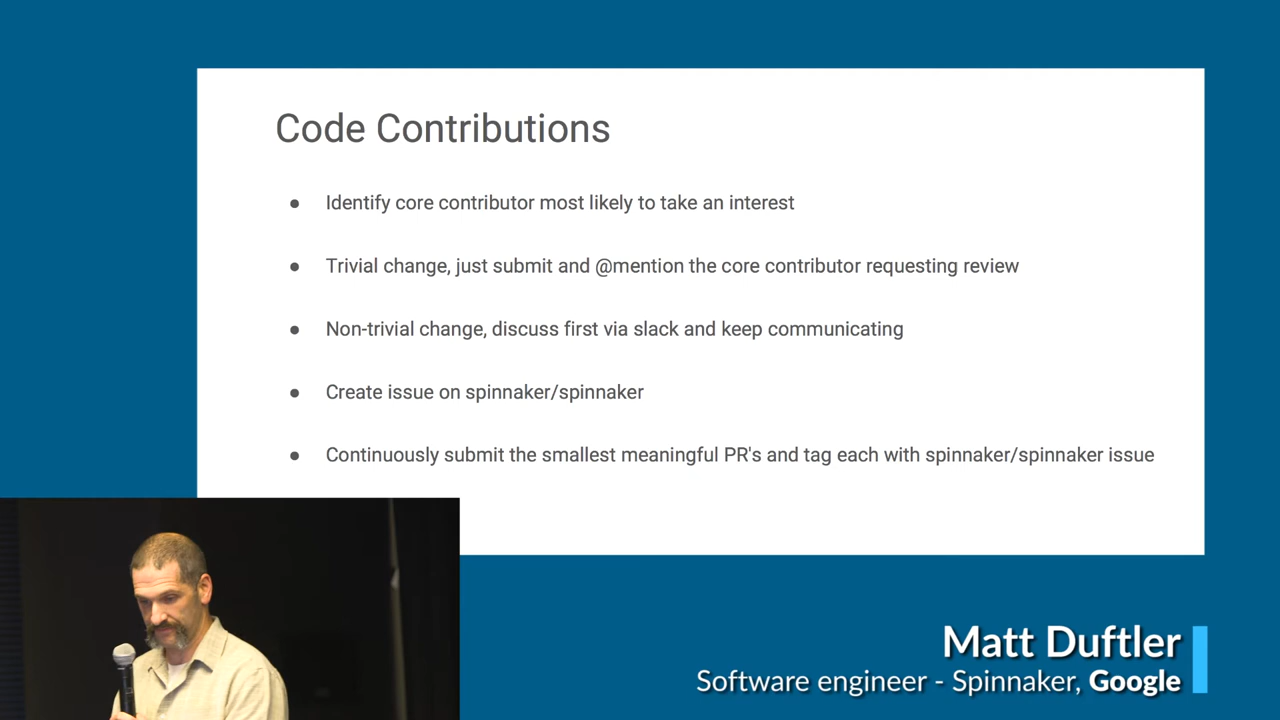 Code Contributions
● Identify core contributor most likely to take an interest
● Trivial change, just submit and @mention the core contributor requesting review
● Non-trivial change, discuss first via slack and keep communicating
● Create issue on spinnaker/spinnaker
● Continuously submit the smallest meaningful PR's and tag each with spinnaker/spinnaker issue
Matt Duftler
Software engineer - Spinnaker, Google